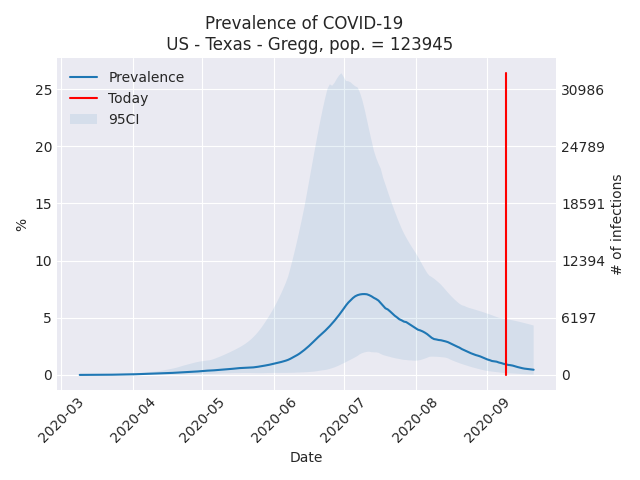 Prevalence of COVID-19
US - Texas - Gregg, pop. = 123945
Prevalence
Today
95CI
25
20
15
10
5
0
%
30986
24789
18591
12394
6197
0
# of infections
2020-03
2020-04
2020-05
2020-06
2020-07
2020-08
2020-09
Date